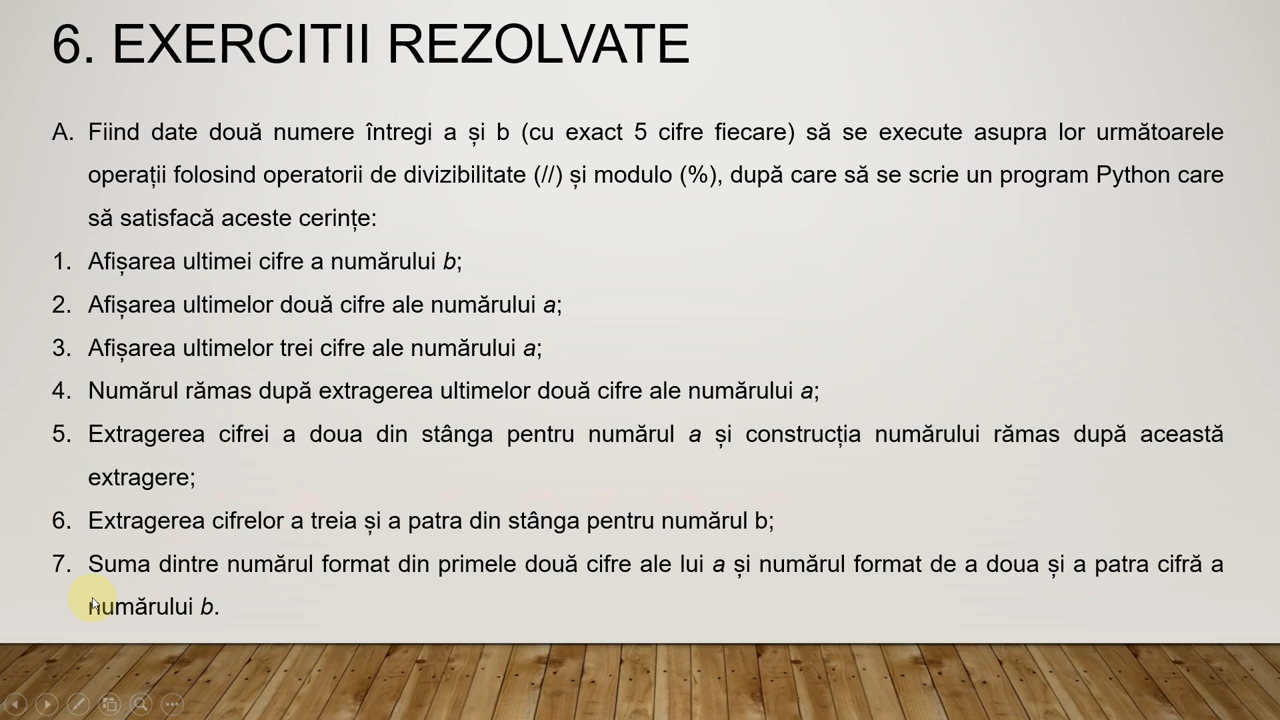 6. EXERCITII REZOLVATE
A. Fiind date două numere întregi a și b (cu exact 5 cifre fiecare) să se execute asupra lor următoarele
operații folosind operatorii de divizibilitate (//) și modulo (%), după care să se scrie un program Python care
să satisfacă aceste cerințe:
1. Afișarea ultimei cifre a numărului b;
2. Afișarea ultimelor două cifre ale numărului a;
3. Afișarea ultimelor trei cifre ale numărului a;
4. Numărul rămas după extragerea ultimelor două cifre ale numărului a;
5. Extragerea cifrei a doua din stânga pentru numărul a și construcția numărului rămas după această
extragere;
6. Extragerea cifrelor a treia și a patra din stânga pentru numărul b;
7. Suma dintre numărul format din primele două cifre ale lui a și numărul format de a doua și a patra cifră a
numărului b.